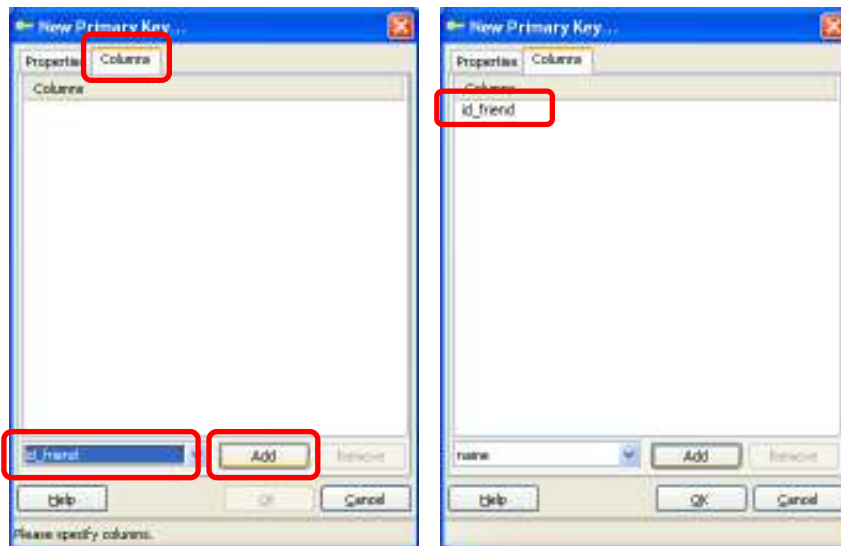 New Primary Key...
Properties Columns
Columns
id_friend
Add Remove
Help OK Cancel
Please specify columns.
New Primary Key...
Properties Columns
Columns
id_friend
name
Add Remove
Help OK Cancel